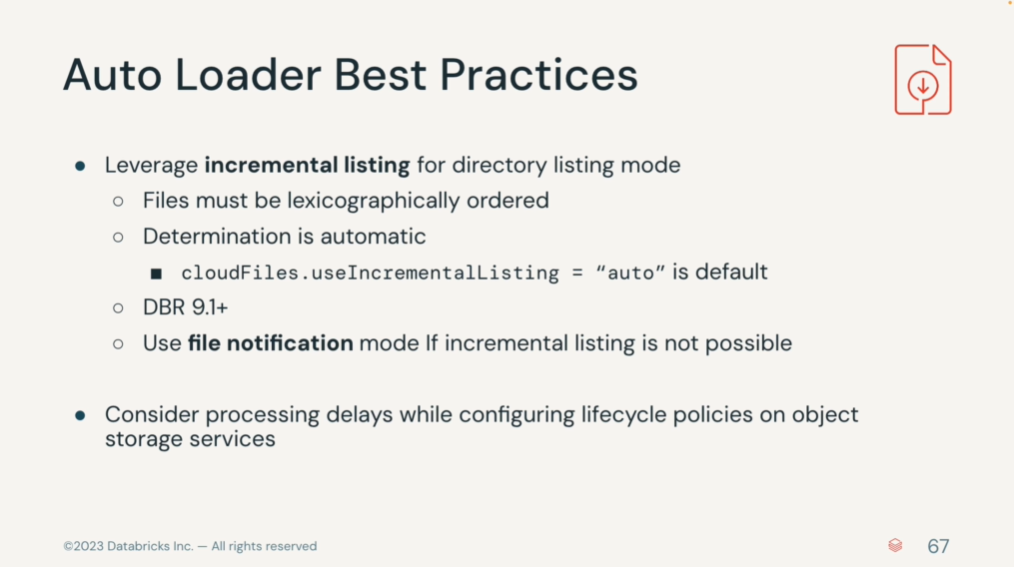 Auto Loader Best Practices
● Leverage incremental listing for directory listing mode
○ Files must be lexicographically ordered
○ Determination is automatic
■ cloudFiles.useIncrementalListing = “auto” is default
○ DBR 9.1+
○ Use file notification mode If incremental listing is not possible
● Consider processing delays while configuring lifecycle policies on object
storage services
©2023 Databricks Inc. — All rights reserved
67